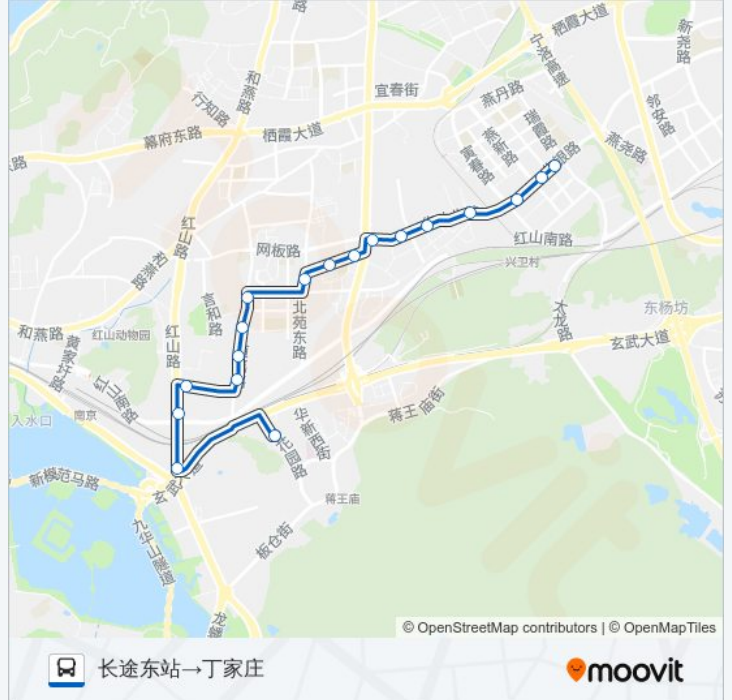 路
栖霞大道
新尧路
宁洛高速
和燕路
宜春街
燕丹路
行知路
邻安路
瑞霞路
栖霞大道
燕新路
幕府东路
燕尧路
寅春路
路
红山路
红山南路
网板路
兴卫村
言和路
北苑东路
东杨坊
和燕路
红山动物园
红山路
玄武大道
黄家圩路
红山南路
蒋王庙街
南京
入水口
华新西街
花园路
新模范马路
玄武大道
蒋王庙
九华山隧道
板仓街
龙蟠
© OpenStreetMap contributors | © OpenMapTiles
长途东站→丁家庄
moovit